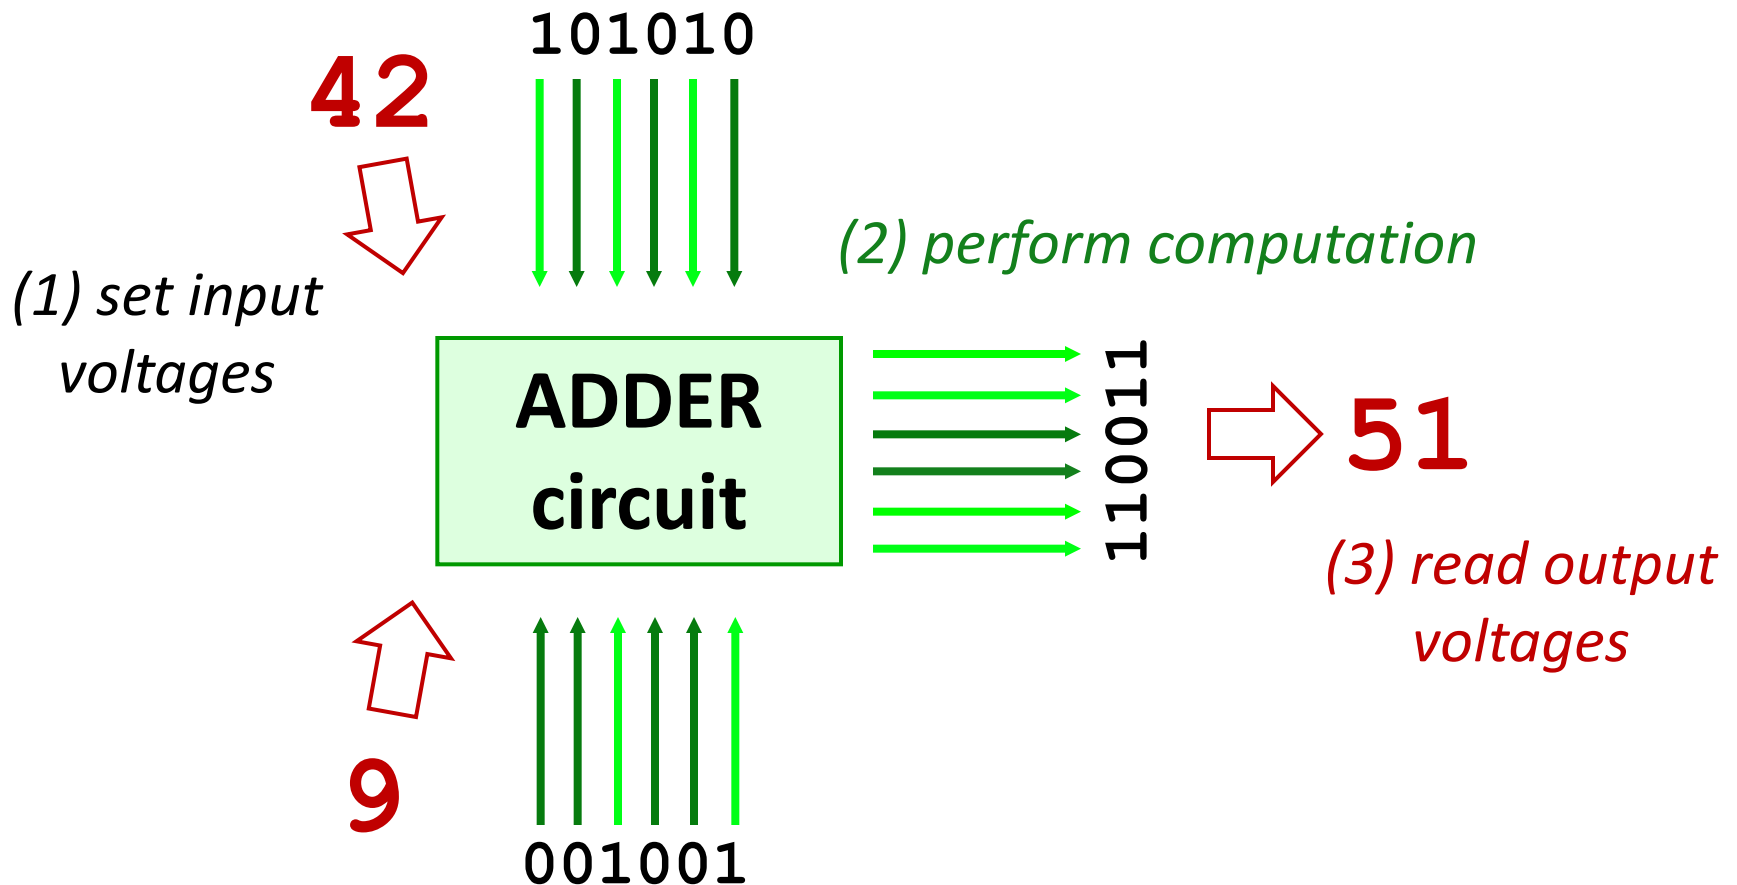 101010
42
(1) set input
voltages
(2) perform computation
ADDER
circuit
110011
51
(3) read output
voltages
9
001001